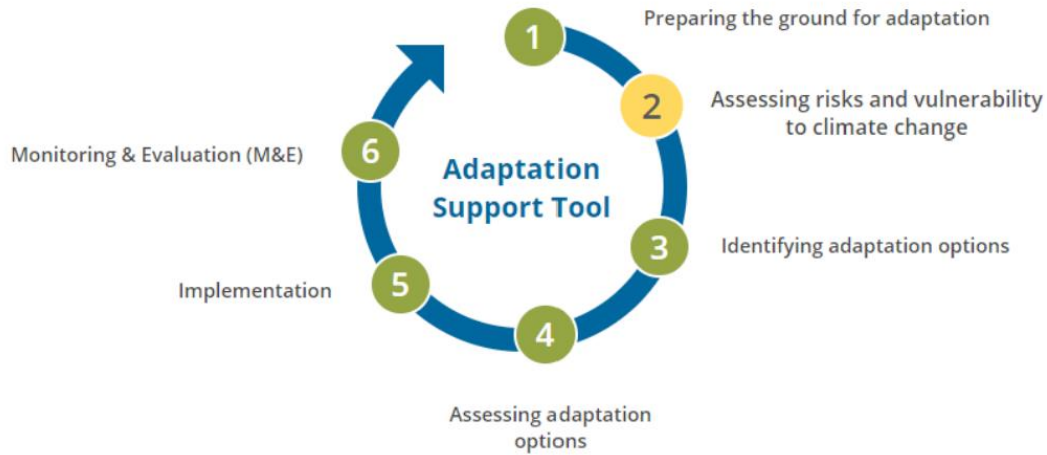 1
Preparing the ground for adaptation
2
Assessing risks and vulnerability
to climate change
6
Monitoring & Evaluation (M&E)
Adaptation
Support Tool
3
Identifying adaptation options
5
Implementation
4
Assessing adaptation
options